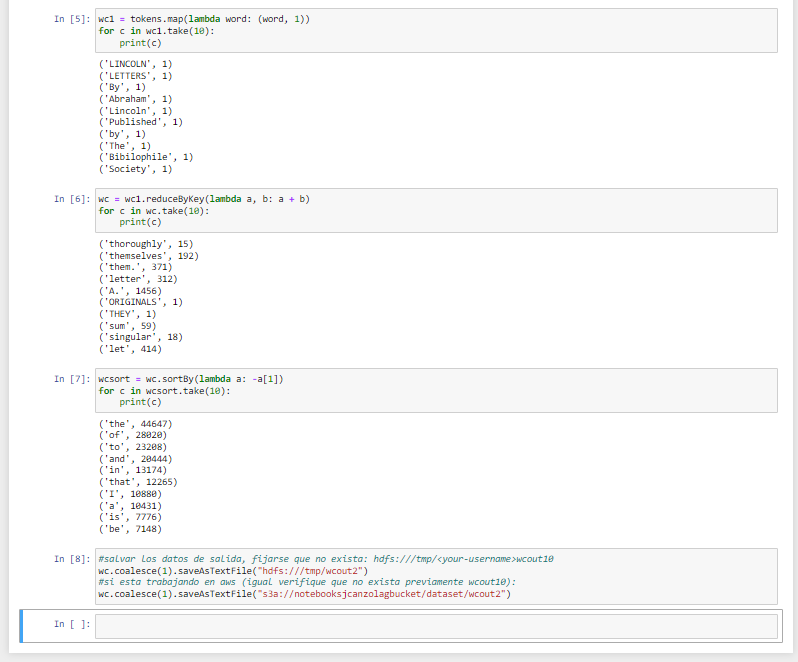 In [5]: wc1 = tokens.map(lambda word: (word, 1))
for c in wc1.take(10):
    print(c)
('LINCOLN', 1)
('LETTERS', 1)
('By', 1)
('Abraham', 1)
('Lincoln', 1)
('Published', 1)
('by', 1)
('The', 1)
('Bibilophile', 1)
('Society', 1)
In [6]: wc = wc1.reduceByKey(lambda a, b: a + b)
for c in wc.take(10):
    print(c)
('thoroughly', 15)
('themselves', 192)
('them.', 371)
('letter', 312)
('A.', 1456)
('ORIGINALS', 1)
('THEY', 1)
('sum', 59)
('singular', 18)
('let', 414)
In [7]: wcsort = wc.sortBy(lambda a: -a[1])
for c in wcsort.take(10):
    print(c)
('the', 44647)
('of', 28020)
('to', 23208)
('and', 20444)
('in', 13174)
('that', 12265)
('I', 10880)
('a', 10431)
('is', 7776)
('be', 7148)
In [8]: #salvar los datos de salida, fijarse que no exista: hdfs:///tmp/<your-username>wcout10
wc.coalesce(1).saveAsTextFile("hdfs:///tmp/wcout2")
#si esta trabajando en aws (igual verifique que no exista previamente wcout10):
wc.coalesce(1).saveAsTextFile("s3a://notebooksjcanzolagbucket/dataset/wcout2")
In [ ]: